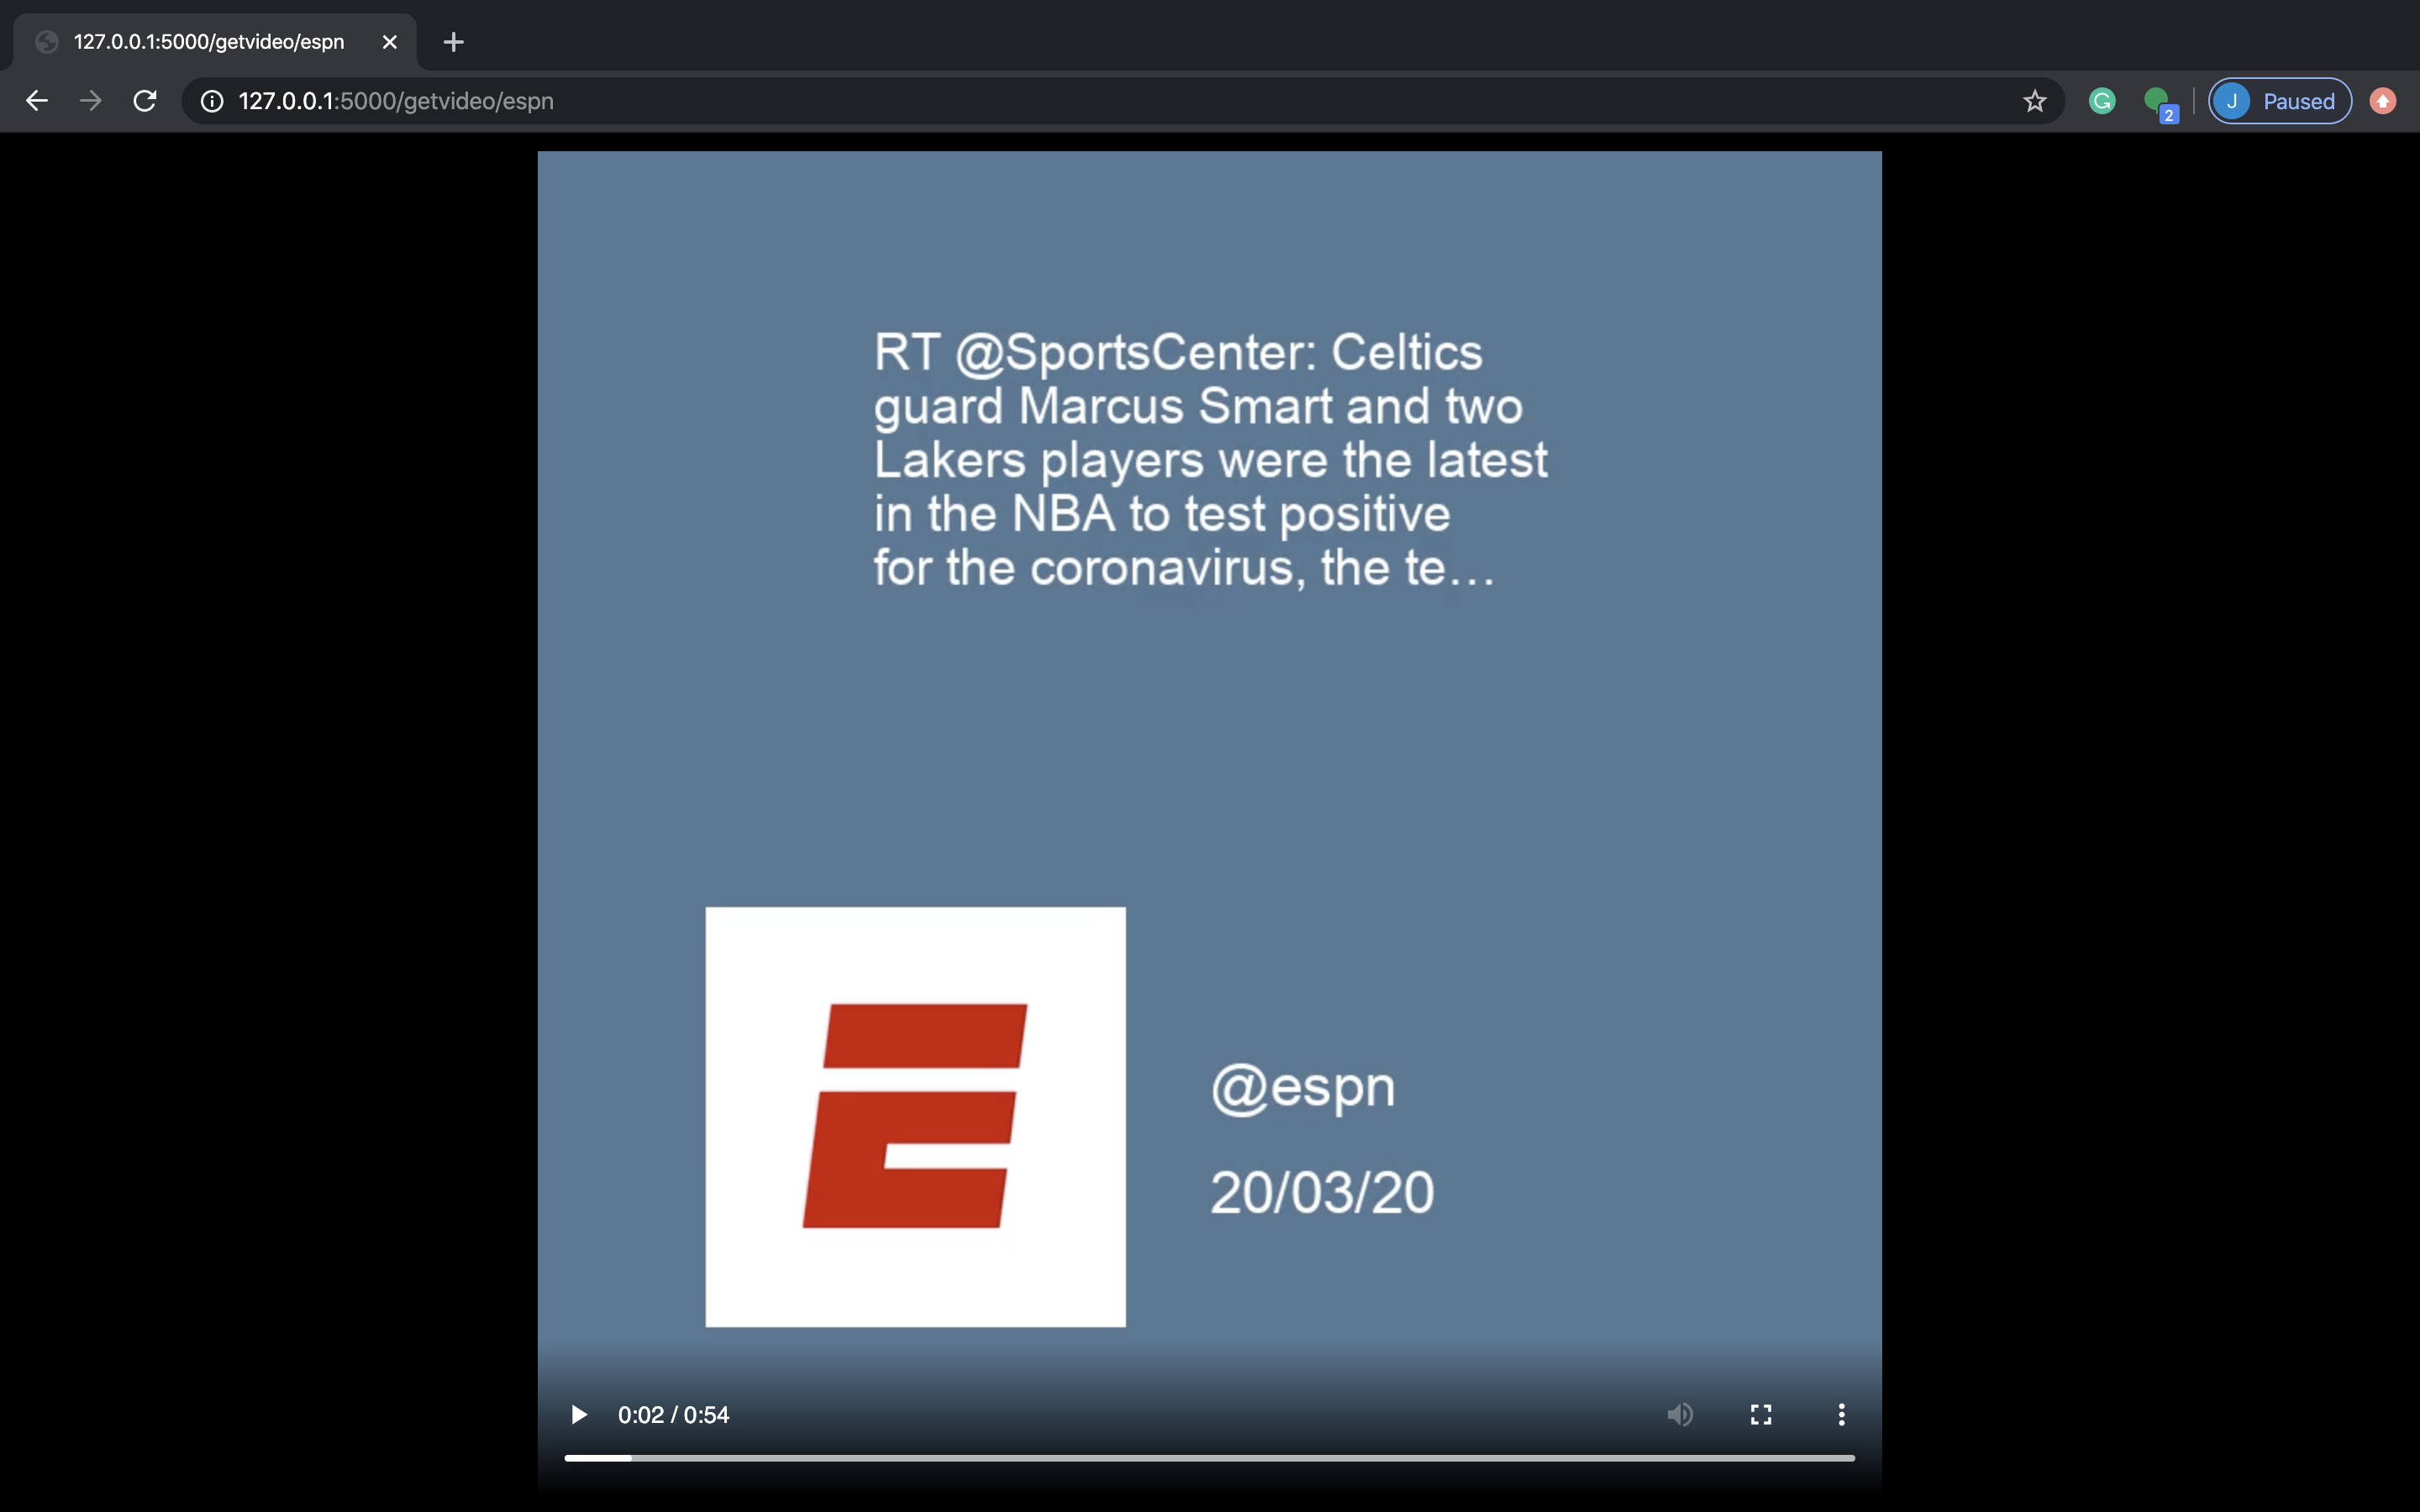 127.0.0.1:5000/getvideo/espn
127.0.0.1:5000/getvideo/espn
2
J
Paused
RT @SportsCenter: Celtics
guard Marcus Smart and two
Lakers players were the latest
in the NBA to test positive
for the coronavirus, the te…
E
@espn
20/03/20
0:02 / 0:54